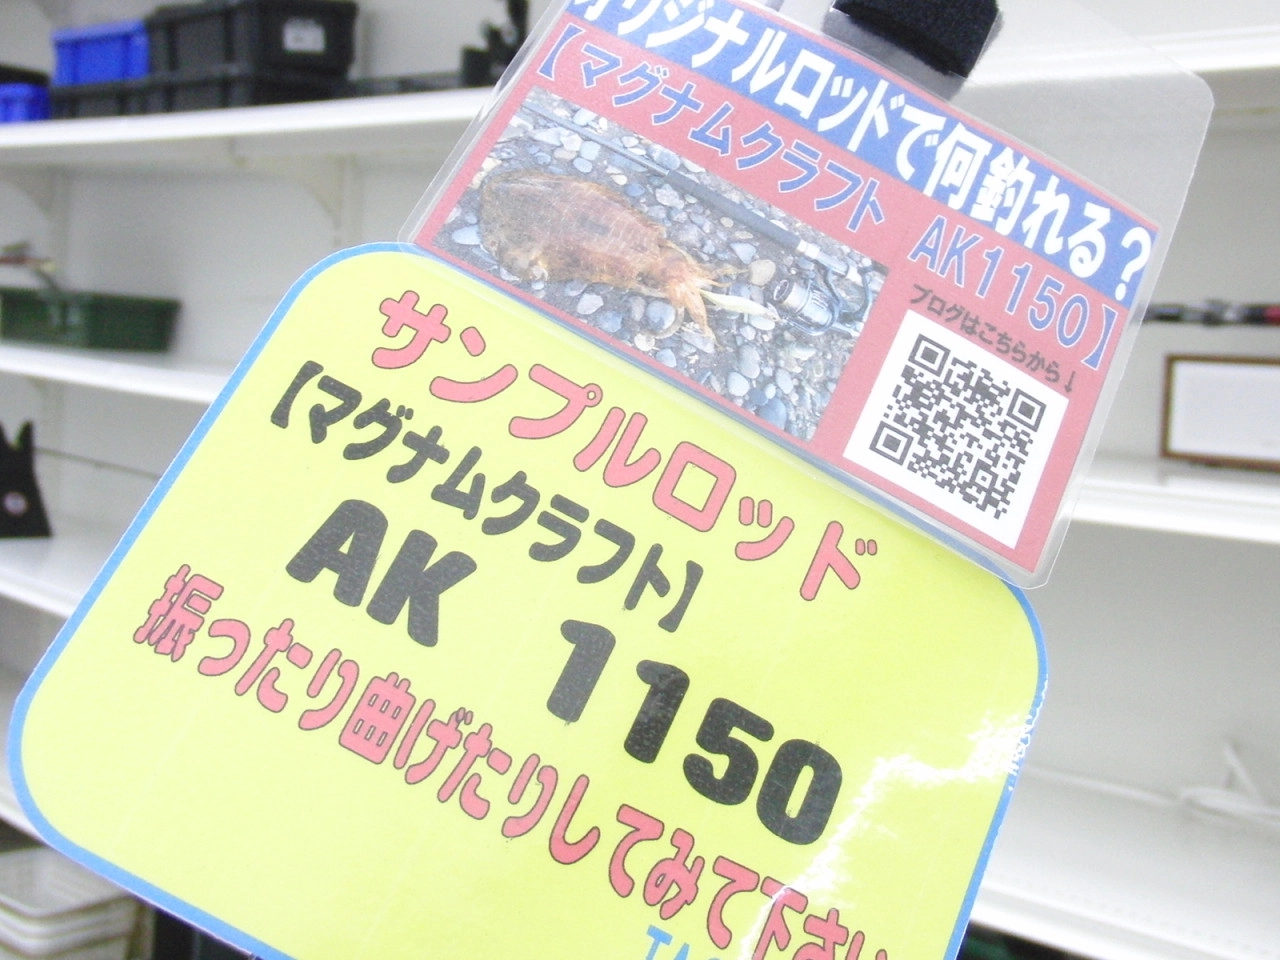 オリジナルロッドで何釣れる?
【マグナムクラフト AK1150】
ブログはこちらから↓
サンプルロッド
【マグナムクラフト】
AK 1150
振ったり曲げたりしてみて下さい